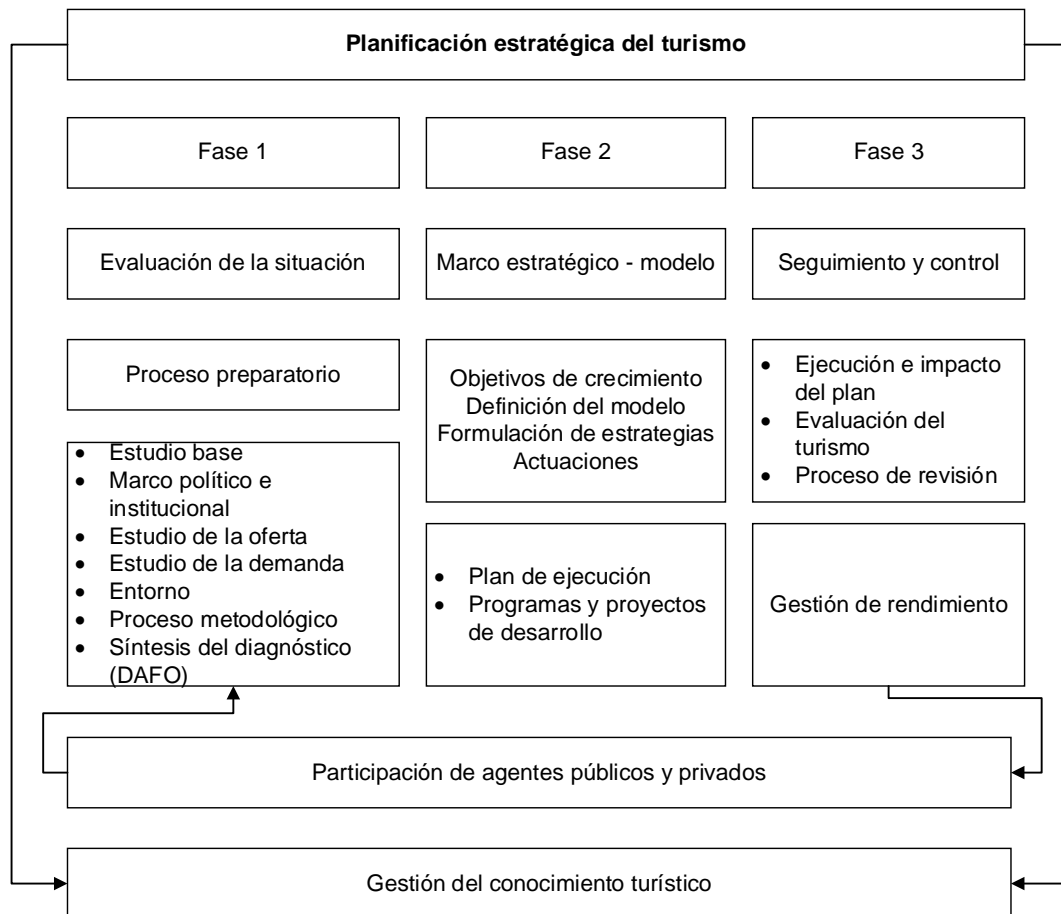 Planificación estratégica del turismo
Fase 1
Fase 2
Fase 3
Evaluación de la situación
Marco estratégico - modelo
Seguimiento y control
Proceso preparatorio
• Estudio base
• Marco político e
institucional
• Estudio de la oferta
• Estudio de la demanda
• Entorno
• Proceso metodológico
• Síntesis del diagnóstico
(DAFO)
Objetivos de crecimiento
Definición del modelo
Formulación de estrategias
Actuaciones
• Plan de ejecución
• Programas y proyectos
de desarrollo
• Ejecución e impacto
del plan
• Evaluación del
turismo
• Proceso de revisión
Gestión de rendimiento
Participación de agentes públicos y privados
Gestión del conocimiento turístico